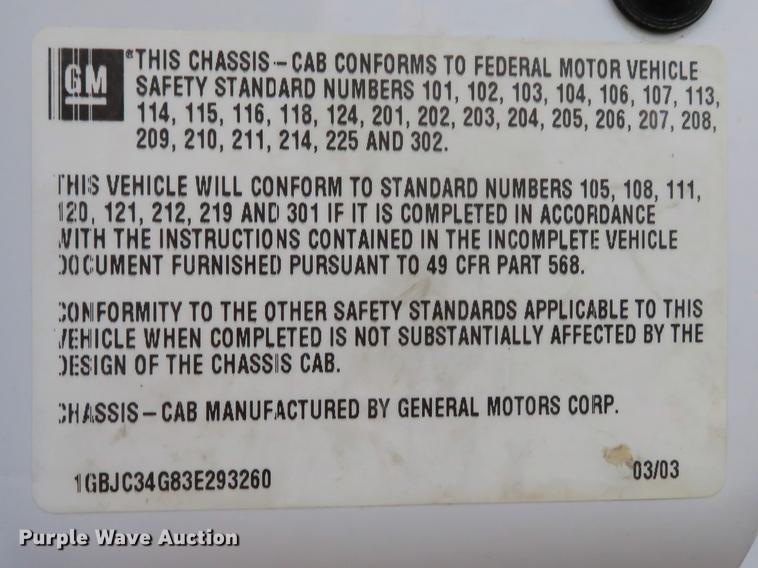 GM
®THIS CHASSIS-CAB CONFORMS TO FEDERAL MOTOR VEHICLE
SAFETY STANDARD NUMBERS 101, 102, 103, 104, 106, 107, 113,
114, 115, 116, 118, 124, 201, 202, 203, 204, 205, 206, 207, 208,
209, 210, 211, 214, 225 AND 302.
THIS VEHICLE WILL CONFORM TO STANDARD NUMBERS 105, 108, 111,
120, 121, 212, 219 AND 301 IF IT IS COMPLETED IN ACCORDANCE
WITH THE INSTRUCTIONS CONTAINED IN THE INCOMPLETE VEHICLE
DOCUMENT FURNISHED PURSUANT TO 49 CFR PART 568.
CONFORMITY TO THE OTHER SAFETY STANDARDS APPLICABLE TO THIS
VEHICLE WHEN COMPLETED IS NOT SUBSTANTIALLY AFFECTED BY THE
DESIGN OF THE CHASSIS CAB.
CHASSIS-CAB MANUFACTURED BY GENERAL MOTORS CORP.
1GBJC34G83E293260 03/03
Purple Wave Auction